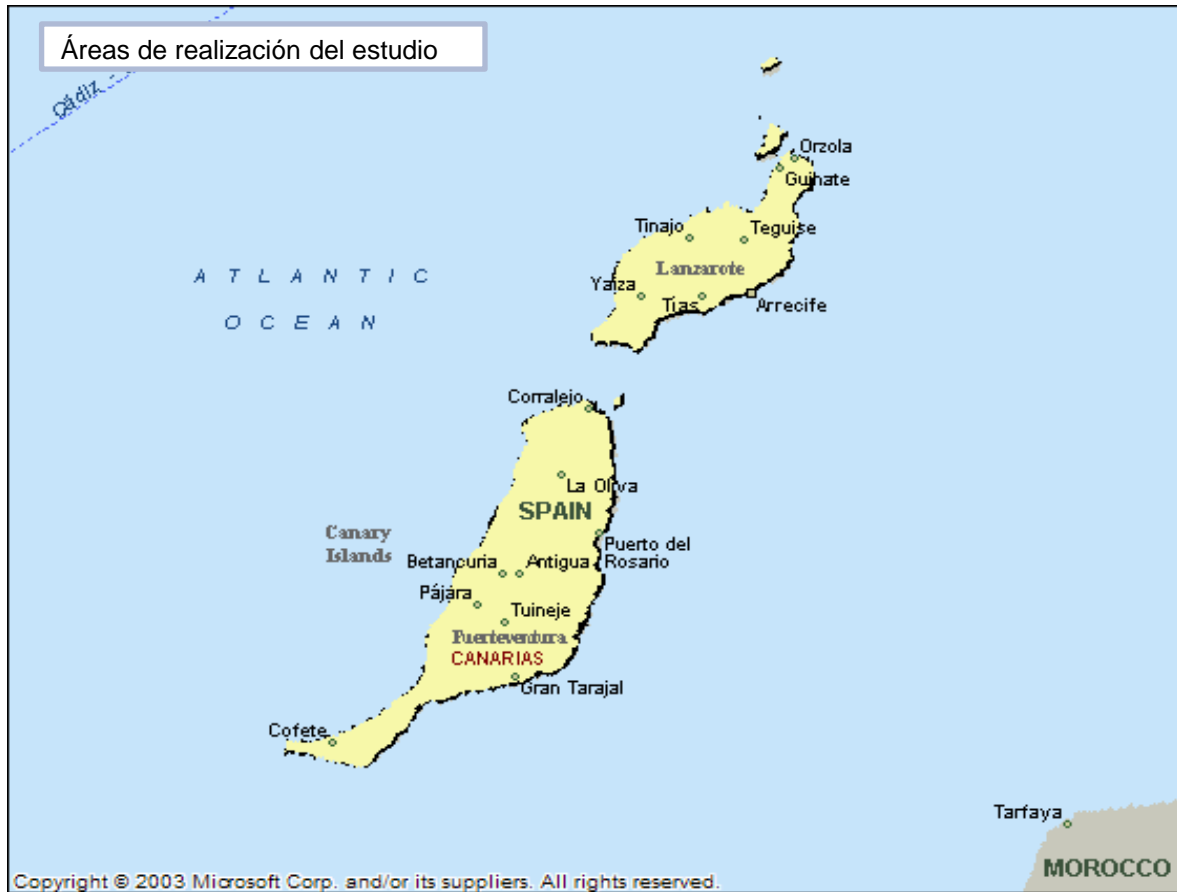 Áreas de realización del estudio
Cádiz
Orzola
Guinate
Tinajo
Teguise
Lanzarote
Yaiza
Tías
Arrecife
A T L A N T I C
O C E A N
Corralejo
La Oliva
SPAIN
Canary
Islands
Puerto del
Rosario
Betancuria
Antigua
Pájara
Tuineje
Fuerteventura
CANARIAS
Gran Tarajal
Cofete
Tarfaya
MOROCCO
Copyright © 2003 Microsoft Corp. and/or its suppliers. All rights reserved.